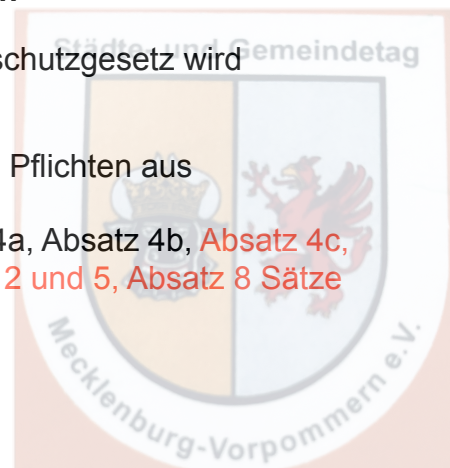 Städte- und Gemeindetag
schutzgesetz wird
Pflichten aus
4a, Absatz 4b, Absatz 4c,
2 und 5, Absatz 8 Sätze
Mecklenburg-Vorpommern e.V.